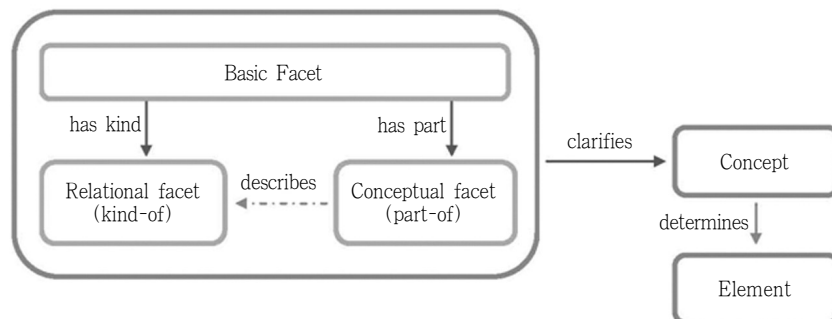 Basic Facet
has kind
has part
clarifies
Concept
Relational facet
(kind-of)
describes
Conceptual facet
(part-of)
determines
Element